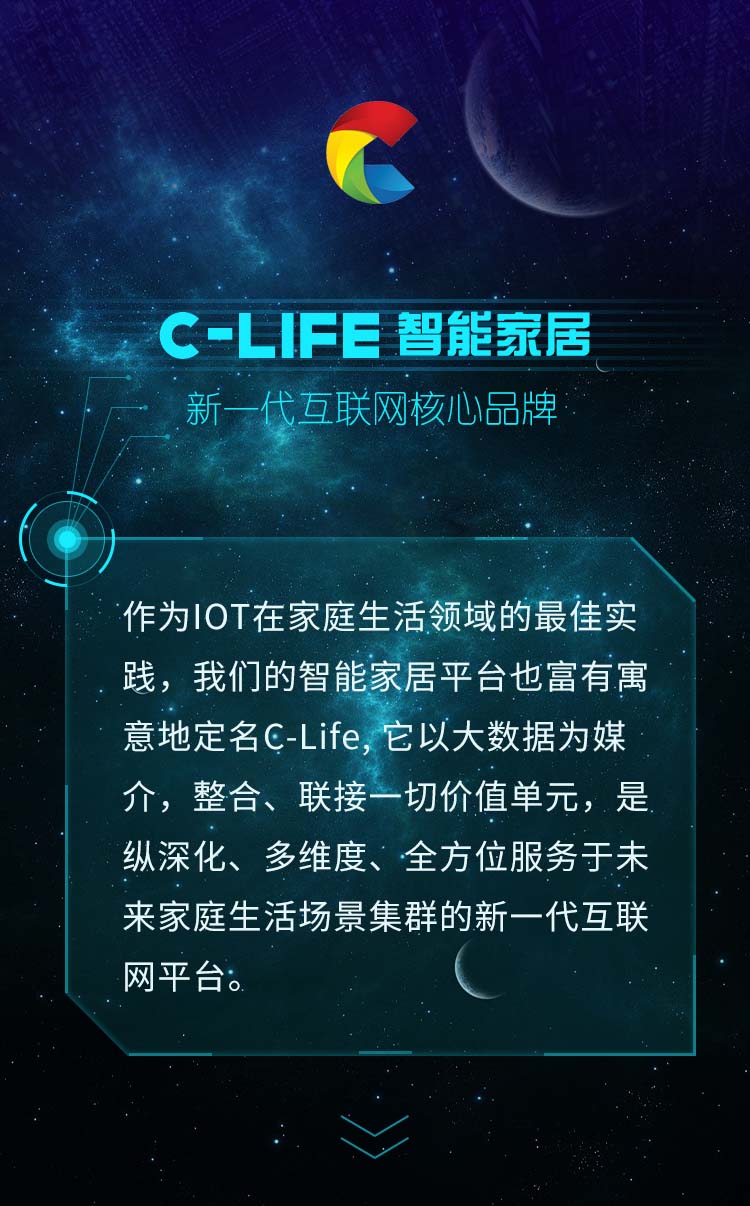 C-LIFE 智能家居
新一代互联网核心品牌
作为IOT在家庭生活领域的最佳实
践，我们的智能家居平台也富有寓
意地定名C-Life, 它以大数据为媒
介，整合、联接一切价值单元，是
纵深化、多维度、全方位服务于未
来家庭生活场景集群的新一代互联
网平台。